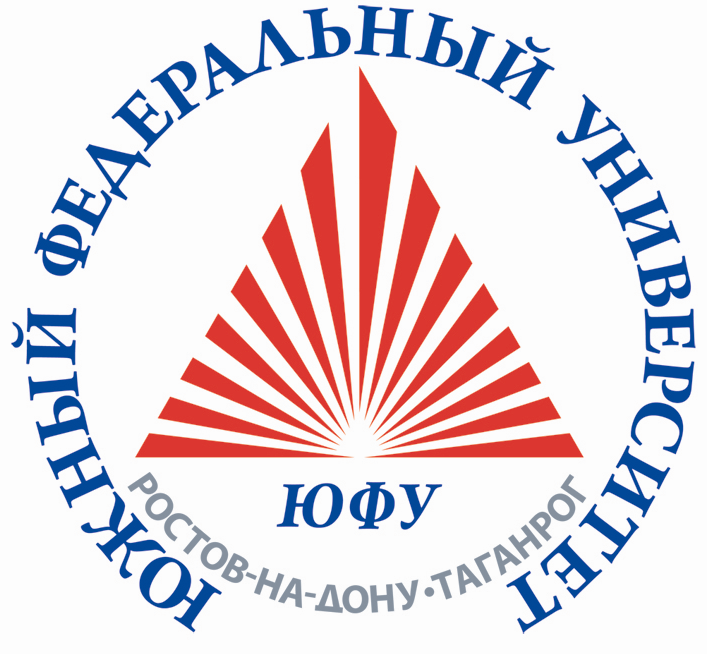 ЮЖНЫЙ ФЕДЕРАЛЬНЫЙ УНИВЕРСИТЕТ
ЮФУ
РОСТОВ-НА-ДОНУ•ТАГАНРОГ